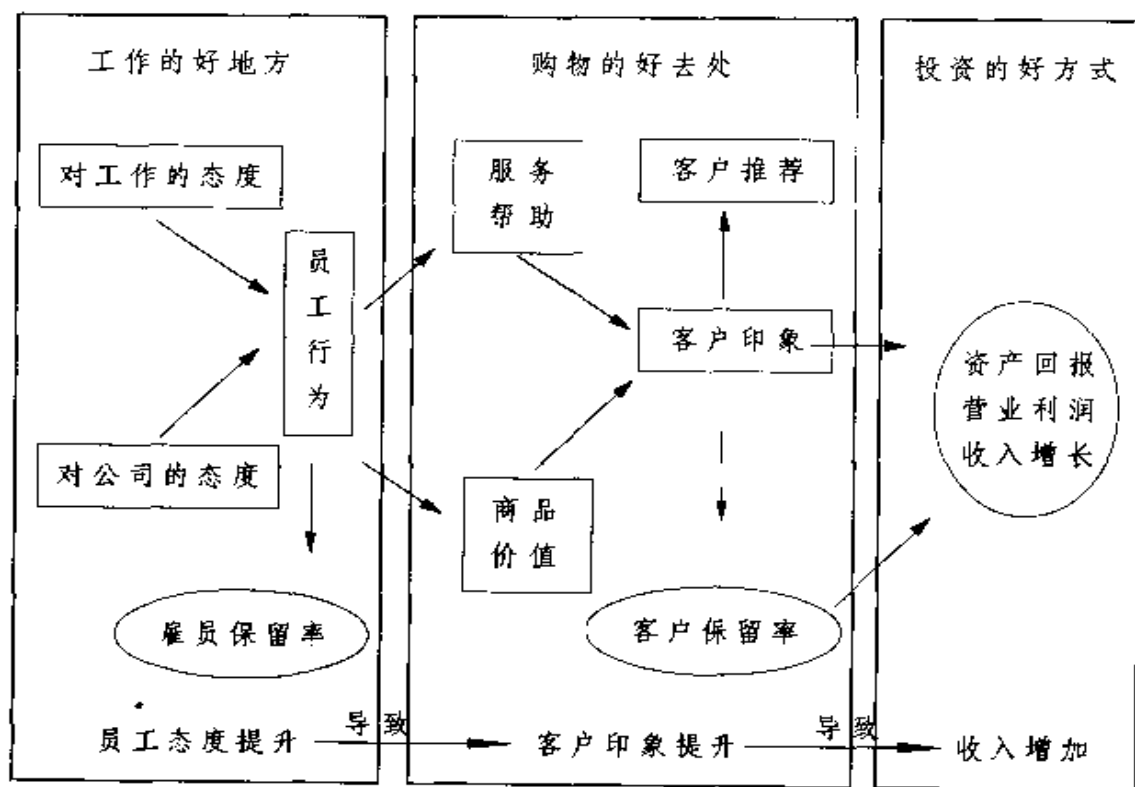 工作的好地方
对工作的态度
员工行为
对公司的态度
雇员保留率
员工态度提升
导致
购物的好去处
服务
帮助
客户推荐
客户印象
商品
价值
客户保留率
客户印象提升
导致
投资的好方式
资产回报
营业利润
收入增长
收入增加